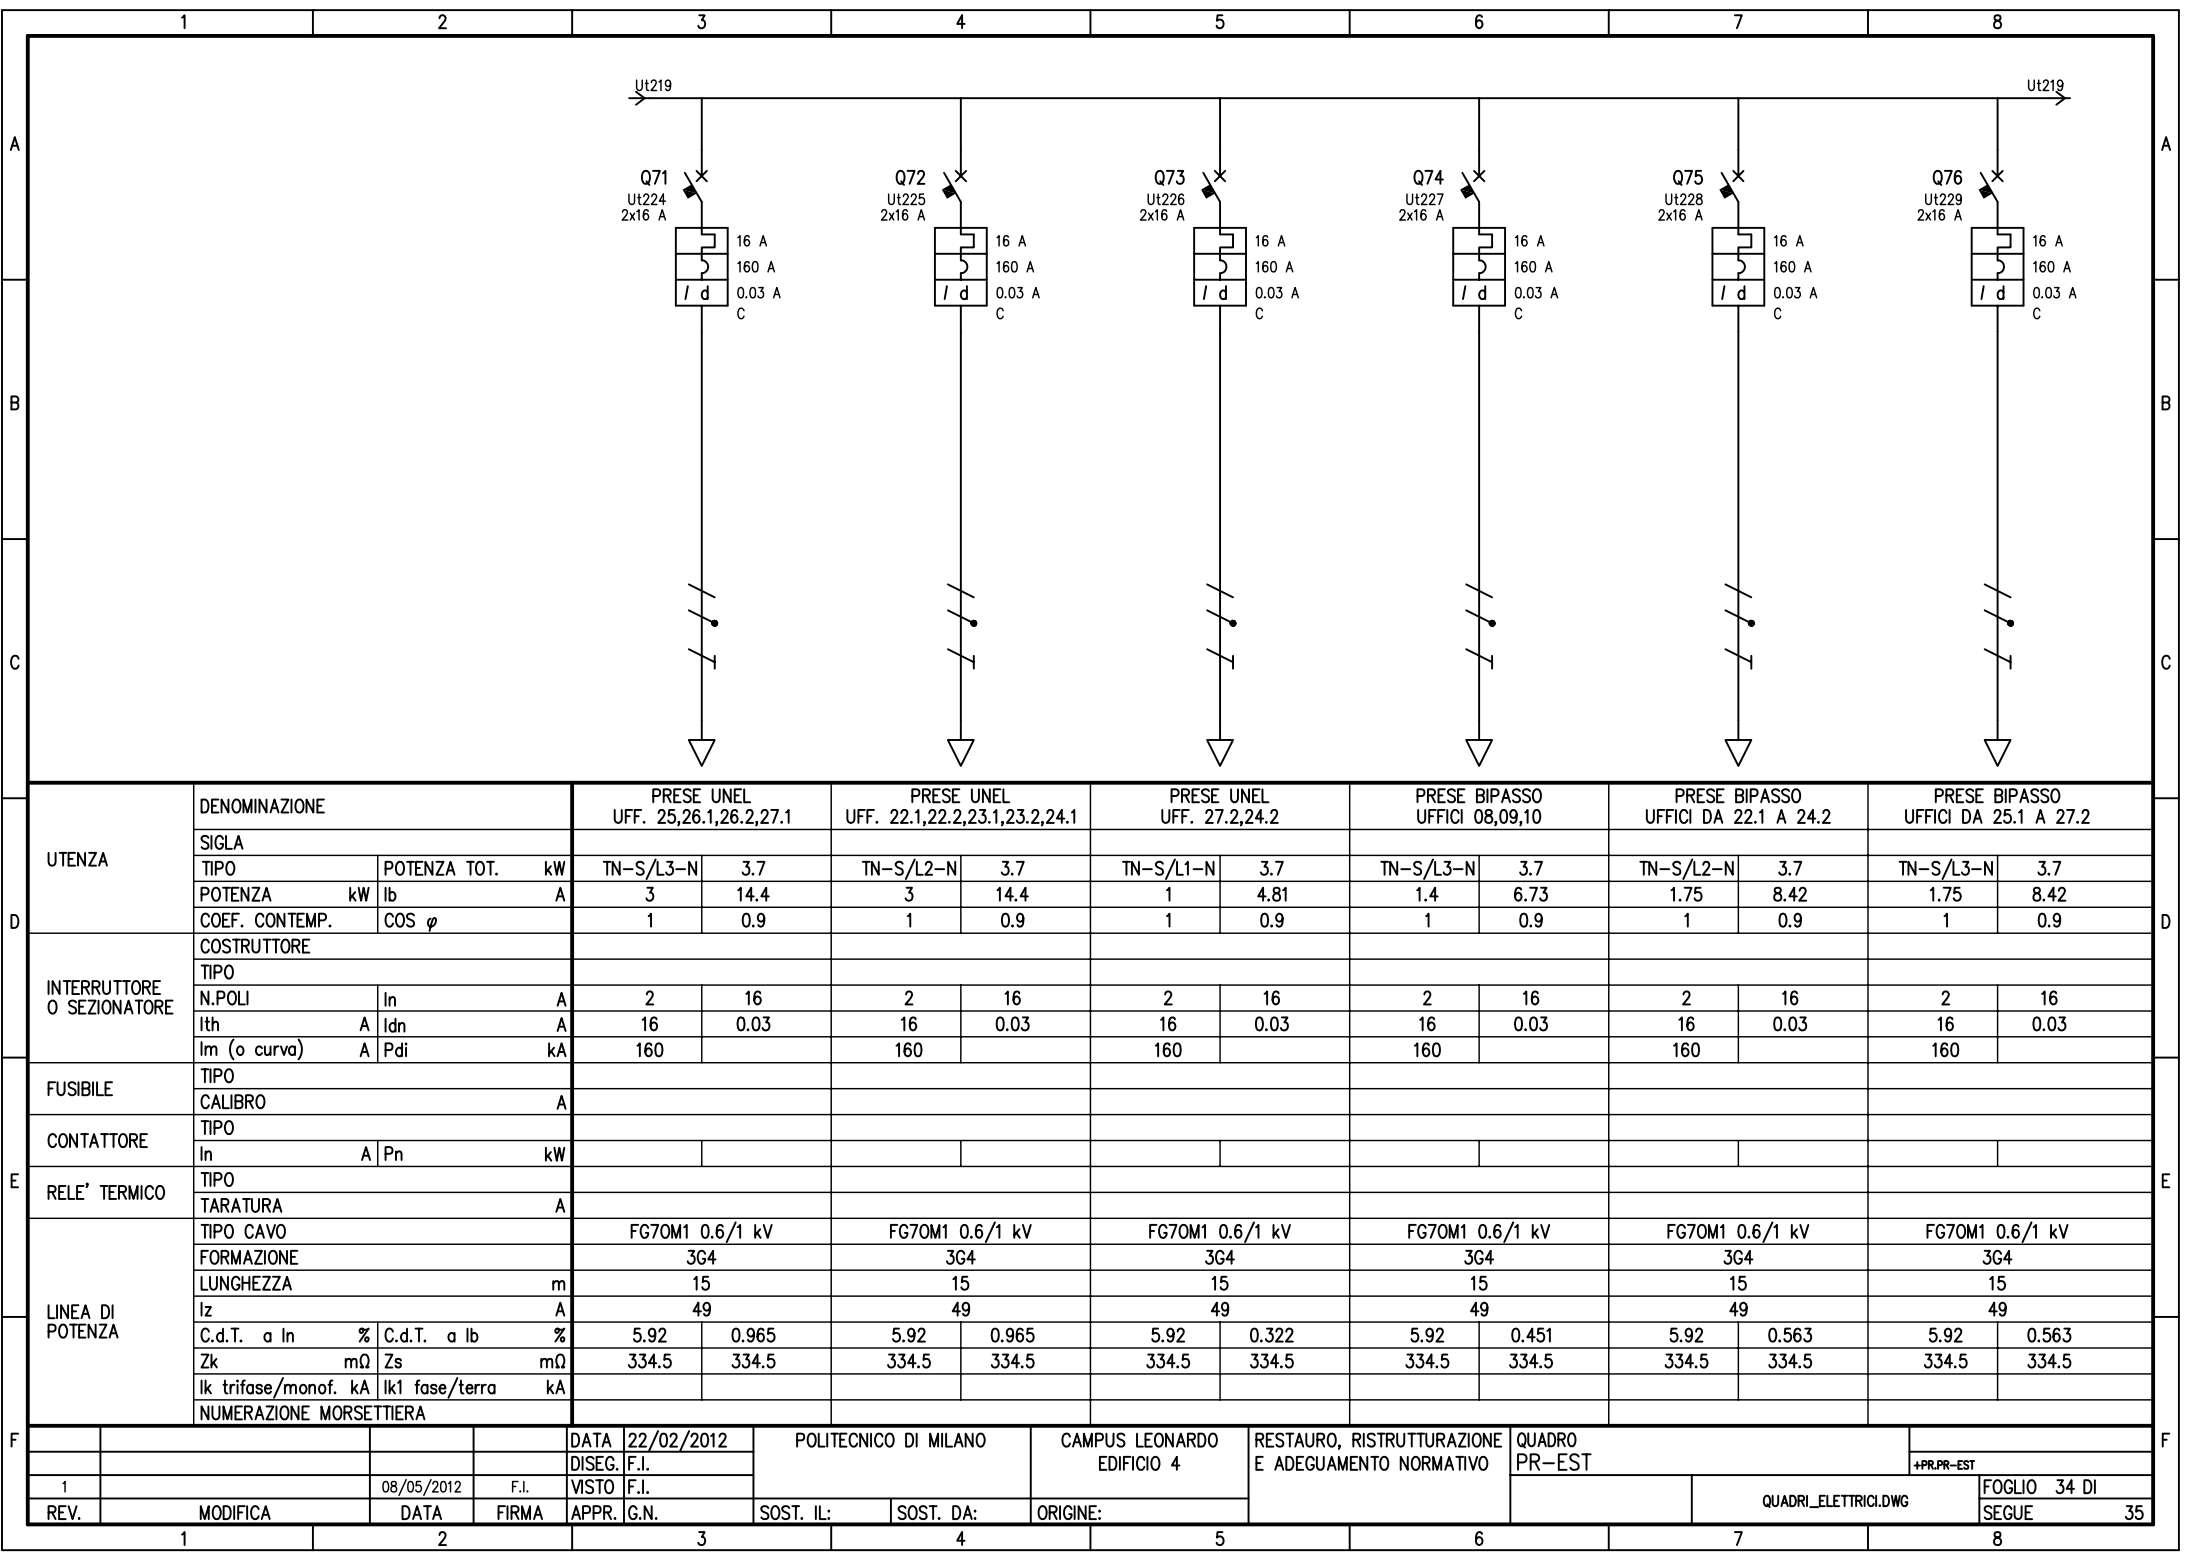 1 2 3 4 5 6 7 8
Ut219 Ut219
A A
Q71 Q72 Q73 Q74 Q75 Q76
Ut224 Ut225 Ut226 Ut227 Ut228 Ut229
2x16 A 2x16 A 2x16 A 2x16 A 2x16 A 2x16 A
16 A 16 A 16 A 16 A 16 A 16 A
160 A 160 A 160 A 160 A 160 A 160 A
I d 0.03 A I d 0.03 A I d 0.03 A I d 0.03 A I d 0.03 A I d 0.03 A
C C C C C C
B B
C C
DENOMINAZIONE PRESE UNEL PRESE UNEL PRESE UNEL PRESE BIPASSO PRESE BIPASSO PRESE BIPASSO
UFF. 25,26.1,26.2,27.1 UFF. 22.1,22.2,23.1,23.2,24.1 UFF. 27.2,24.2 UFFICI 08,09,10 UFFICI DA 22.1 A 24.2 UFFICI DA 25.1 A 27.2
SIGLA
UTENZA
TIPO POTENZA TOT. kW TN-S/L3-N 3.7 TN-S/L2-N 3.7 TN-S/L1-N 3.7 TN-S/L3-N 3.7 TN-S/L2-N 3.7 TN-S/L3-N 3.7
POTENZA kW Ib A 3 14.4 3 14.4 1 4.81 1.4 6.73 1.75 8.42 1.75 8.42
D COEF. CONTEMP. COS φ 1 0.9 1 0.9 1 0.9 1 0.9 1 0.9 1 0.9 D
COSTRUTTORE
TIPO
INTERRUTTORE
O SEZIONATORE
N.POLI In A 2 16 2 16 2 16 2 16 2 16 2 16
Ith A Idn A 16 0.03 16 0.03 16 0.03 16 0.03 16 0.03 16 0.03
Im (o curva) A Pdi kA 160 160 160 160 160 160
FUSIBILE
TIPO
CALIBRO A
CONTATTORE
TIPO
In A Pn kW
E RELE' TERMICO E
TIPO
TARATURA A
TIPO CAVO FG7OM1 0.6/1 kV FG7OM1 0.6/1 kV FG7OM1 0.6/1 kV FG7OM1 0.6/1 kV FG7OM1 0.6/1 kV FG7OM1 0.6/1 kV
FORMAZIONE 3G4 3G4 3G4 3G4 3G4 3G4
LUNGHEZZA m 15 15 15 15 15 15
LINEA DI
POTENZA
Iz A 49 49 49 49 49 49
C.d.T. a In % C.d.T. a Ib % 5.92 0.965 5.92 0.965 5.92 0.322 5.92 0.451 5.92 0.563 5.92 0.563
Zk mΩ Zs mΩ 334.5 334.5 334.5 334.5 334.5 334.5 334.5 334.5 334.5 334.5 334.5 334.5
Ik trifase/monof. kA Ik1 fase/terra kA
NUMERAZIONE MORSETTIERA
F DATA 22/02/2012 POLITECNICO DI MILANO CAMPUS LEONARDO RESTAURO, RISTRUTTURAZIONE QUADRO F
DISEG. F.I. EDIFICIO 4 E ADEGUAMENTO NORMATIVO PR-EST +PR.PR-EST
1 08/05/2012 F.I. VISTO F.I. QUADRI_ELETTRICI.DWG FOGLIO 34 DI
REV. MODIFICA DATA FIRMA APPR. G.N. SOST. IL: SOST. DA: ORIGINE: SEGUE 35
1 2 3 4 5 6 7 8